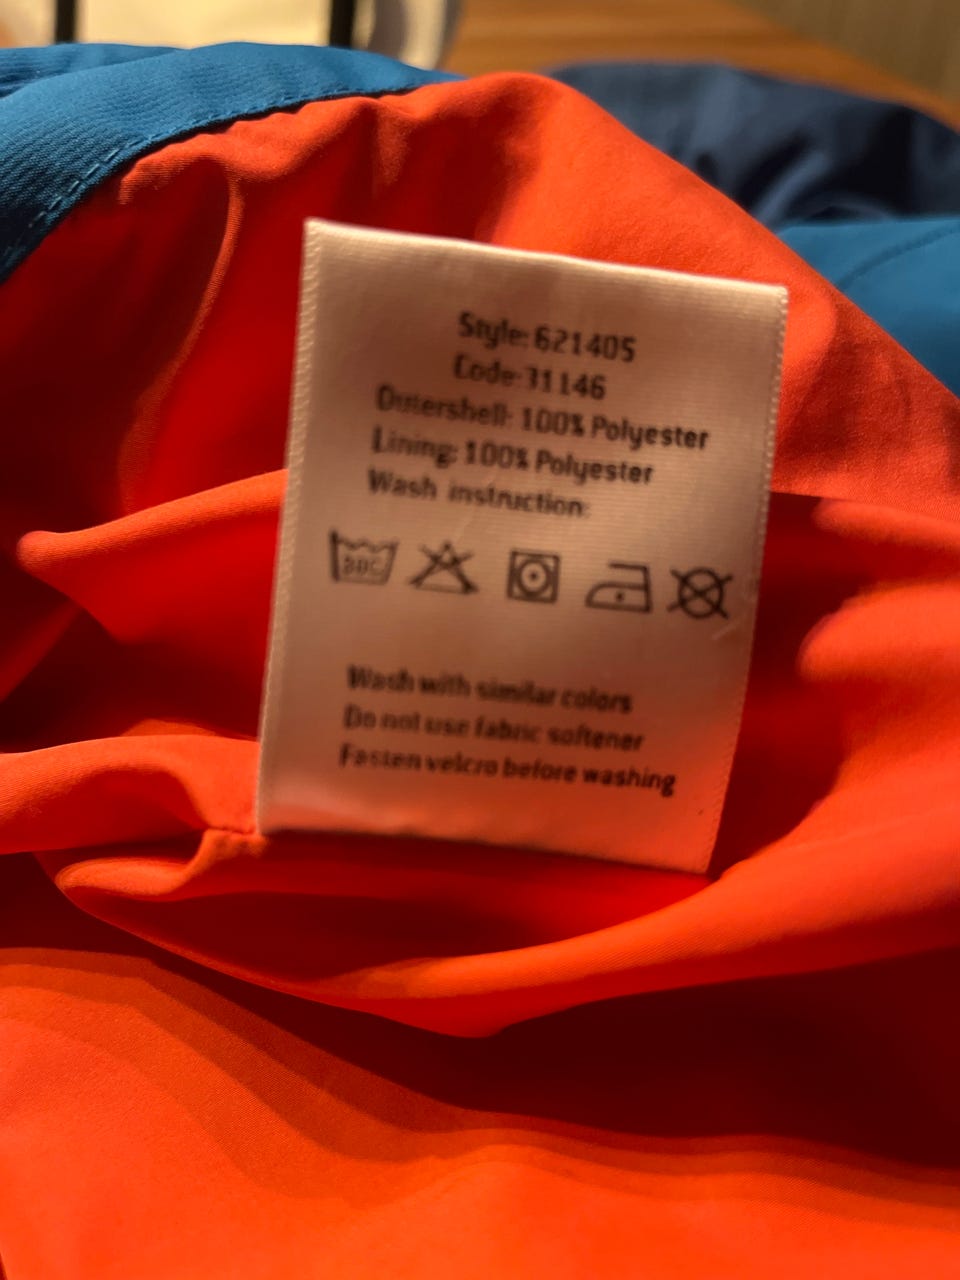 Style: 621405
Code:31146
Outershell: 100% Polyester
Lining: 100% Polyester
Wash instruction:
30C
Wash with similar colors
Do not use fabric softener
Fasten velcro before washing